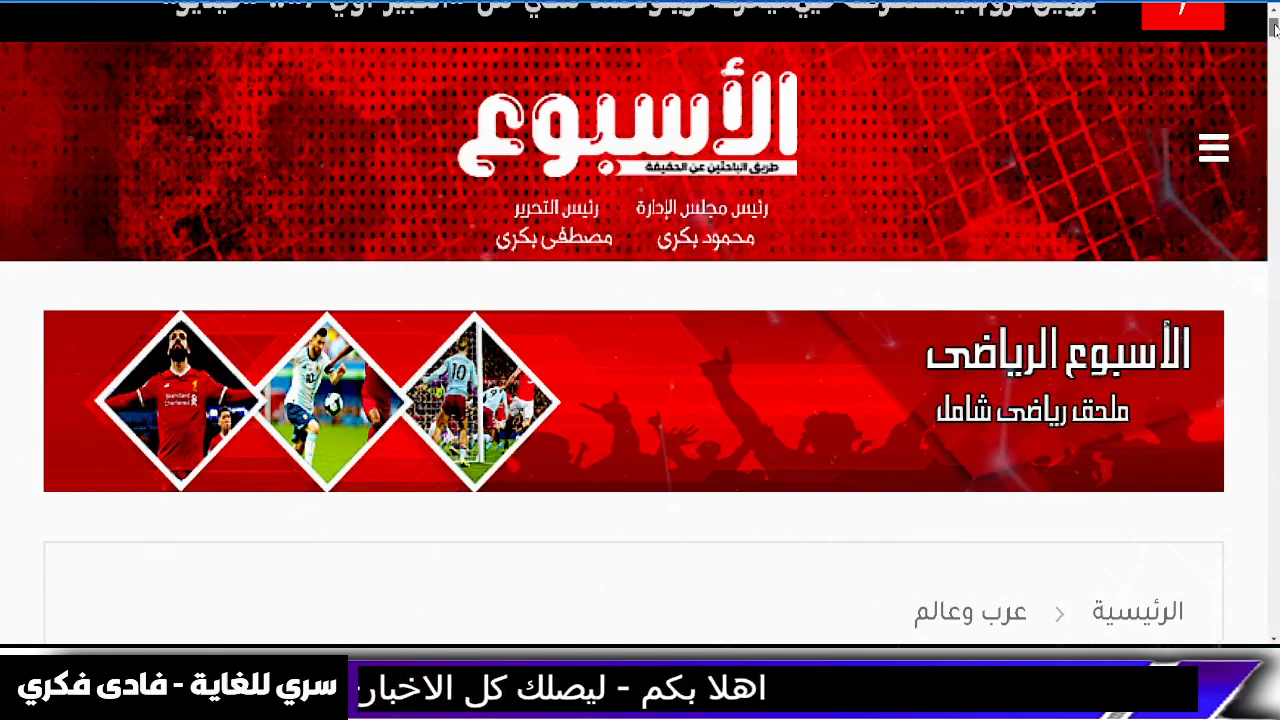 الأسبوع
طريق الباحثين عن الحقيقة
رئيس مجلس الإدارة
محمود بكرى
رئيس التحرير
مصطفى بكرى
الأسبوع الرياضى
ملحق رياضى شامل
10
الرئيسية
عرب وعالم
اهلا بكم - ليصلك كل الاخبار
سري للغاية - فادى فكري